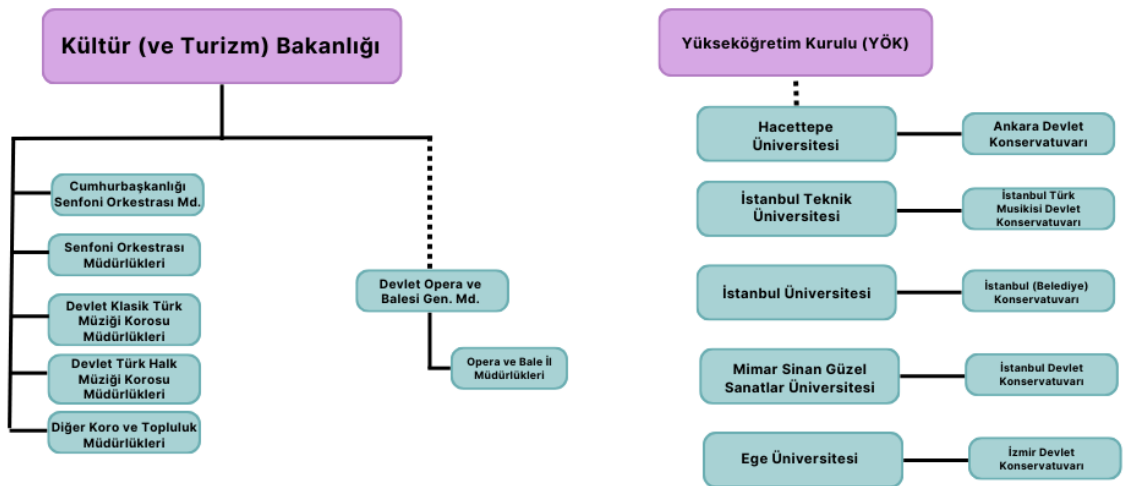 Kültür (ve Turizm) Bakanlığı
Cumhurbaşkanlığı
Senfoni Orkestrası Md.
Senfoni Orkestrası
Müdürlükleri
Devlet Klasik Türk
Müziği Korosu
Müdürlükleri
Devlet Türk Halk
Müziği Korosu
Müdürlükleri
Diğer Koro ve Topluluk
Müdürlükleri
Devlet Opera ve
Balesi Gen. Md.
Opera ve Bale İl
Müdürlükleri
Yükseköğretim Kurulu (YÖK)
Hacettepe
Üniversitesi
Ankara Devlet
Konservatuvarı
İstanbul Teknik
Üniversitesi
İstanbul Türk
Musikisi Devlet
Konservatuvarı
İstanbul Üniversitesi
İstanbul (Belediye)
Konservatuvarı
Mimar Sinan Güzel
Sanatlar Üniversitesi
İstanbul Devlet
Konservatuvarı
Ege Üniversitesi
İzmir Devlet
Konservatuvarı